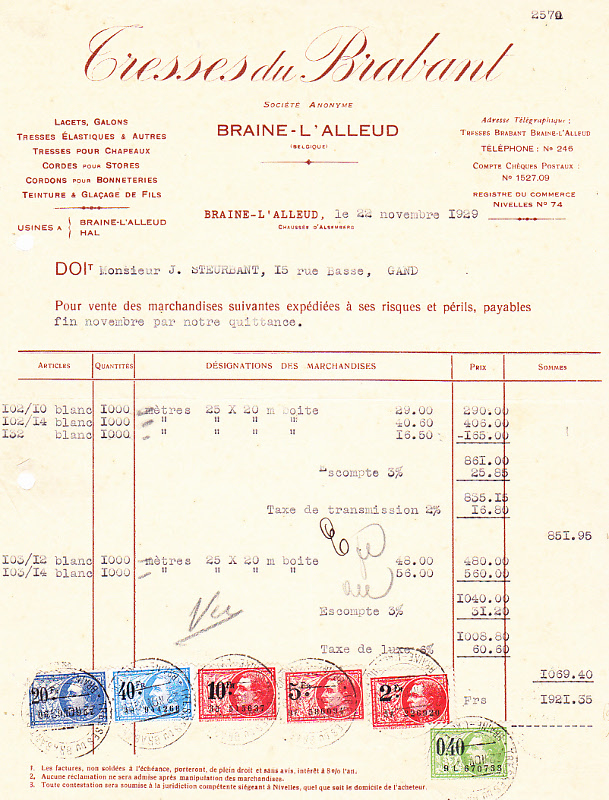 2570
Tresses du Brabant
Société Anonyme
BRAINE-L'ALLEUD
(BELGIQUE)
Lacets, Galons
Tresses Élastiques & Autres
Tresses pour Chapeaux
Cordes pour Stores
Cordons pour Bonneteries
Teinture & Glaçage de Fils
Usines a { BRAINE-L'ALLEUD
HAL
Adresse Télégraphique :
Tresses Brabant Braine-l'Alleud
TÉLÉPHONE : No 246
Compte Chèques Postaux :
No 1527.09
REGISTRE DU COMMERCE
NIVELLES No 74
BRAINE-L'ALLEUD, le 22 novembre 1929
Chaussée d'Alsemberg
DOIT Monsieur J. STEURBANT, 15 rue Basse, GAND
Pour vente des marchandises suivantes expédiées à ses risques et périls, payables
fin novembre par notre quittance.
Articles Quantités DÉSIGNATIONS DES MARCHANDISES Prix Sommes
102/10 blanc 1000 mètres 25 X 20 m boite 29.00 290.00
102/14 blanc 1000 " " " " 40.60 406.00
132 blanc 1000 " " " " 16.50 -165.00
861.00
Escompte 3% 25.85
835.15
Taxe de transmission 2% 16.80
851.95
103/12 blanc 1000 mètres 25 X 20 m boite 48.00 480.00
103/14 blanc 1000 " " " " 56.00 560.00
1040.00
Escompte 3% 31.20
1008.80
Taxe de luxe 6% 60.60
1069.40
Frs 1921.35
Vu
20Fr 40Fr 10Fr 5Fr 2Fr
0,40
1. Les factures, non soldées à l'échéance, porteront, de plein droit et sans avis, intérêt à 8 o/o l'an.
2. Aucune réclamation ne sera admise après manipulation des marchandises.
3. Toute contestation sera soumise à la juridiction compétente siégeant à Nivelles, quel que soit le domicile de l'acheteur.